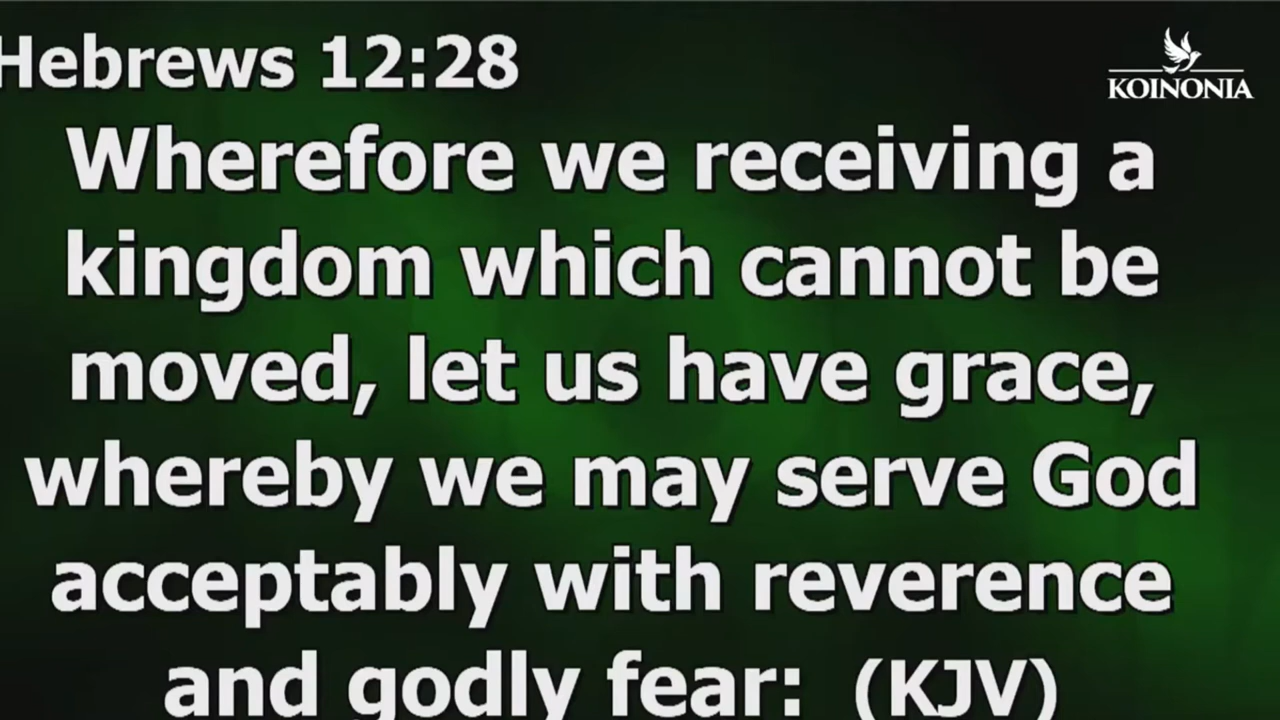 Hebrews 12:28
KOINONIA
Wherefore we receiving a
kingdom which cannot be
moved, let us have grace,
whereby we may serve God
acceptably with reverence
and godly fear: (KJV)